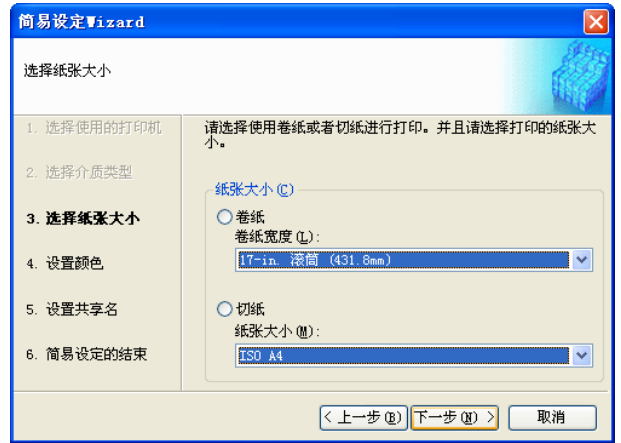 简易设定Wizard
选择纸张大小
1. 选择使用的打印机
2. 选择介质类型
3. 选择纸张大小
4. 设置颜色
5. 设置共享名
6. 简易设定的结束
请选择使用卷纸或者切纸进行打印。并且请选择打印的纸张大
小。
纸张大小(C)
卷纸
卷纸宽度(L):
17-in. 滚筒 (431.8mm)
切纸
纸张大小(M):
ISO A4
< 上一步(B)
下一步(N) >
取消